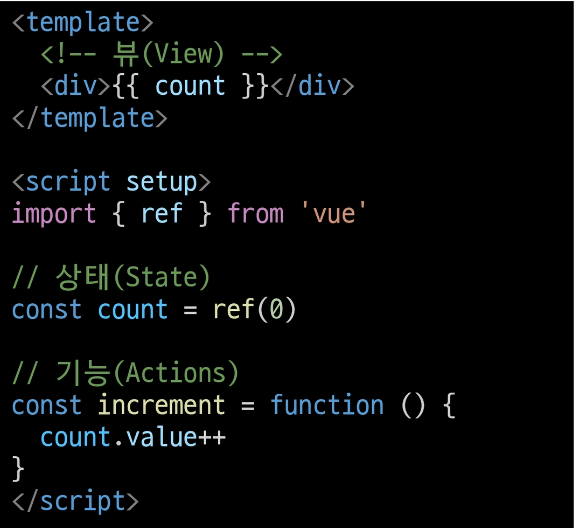 <template>
  <!-- 뷰(View) -->
  <div>{{ count }}</div>
</template>

<script setup>
import { ref } from 'vue'

// 상태(State)
const count = ref(0)

// 기능(Actions)
const increment = function () {
  count.value++
}
</script>